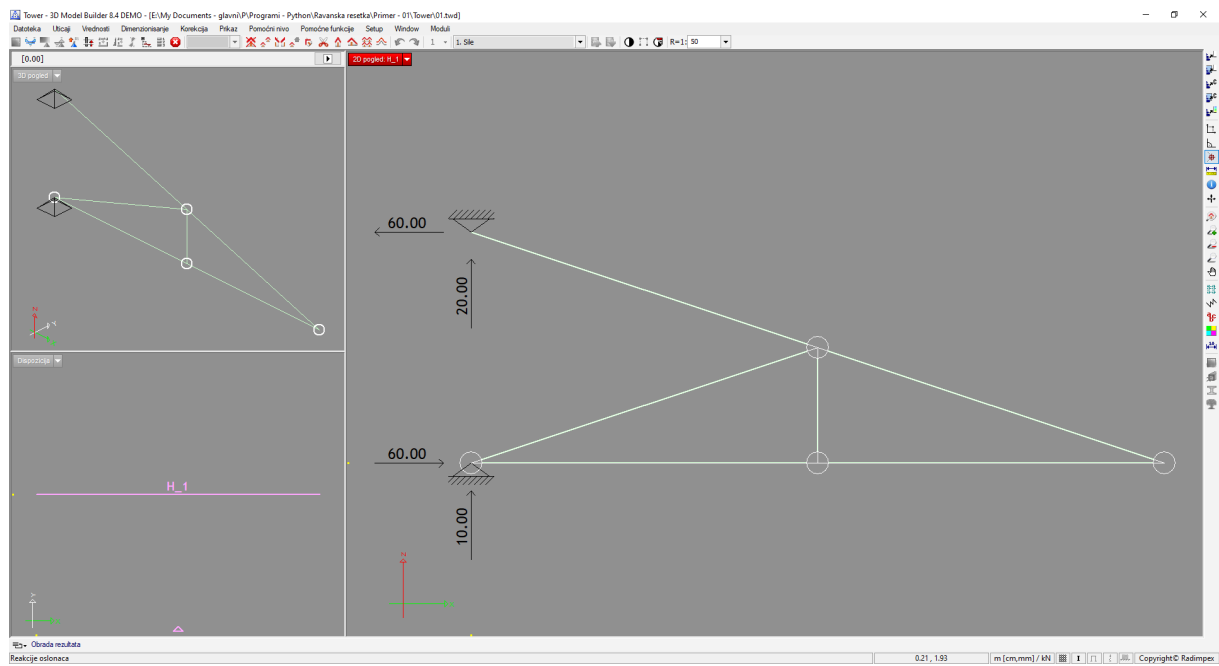 Tower - 3D Model Builder 8.4 DEMO - [E:\My Documents - glavni\P\Programi - Python\Ravanska resetka\Primer - 01\Tower\01.twd]
Datoteka Uticaji Vrednosti Dimenzionisanje Korekcija Prikaz Pomoćni nivo Pomoćne funkcije Setup Window Moduli
1 1. Sile R=1: 50
[0.00]
2D pogled: H_1
3D pogled
60.00
20.00
60.00
10.00
Z
Y
Z
Dispozicija
H_1
Y
Obrada rezultata
Reakcije oslonaca
0.21 , 1.93
m [cm,mm] / kN
Copyright© Radimpex